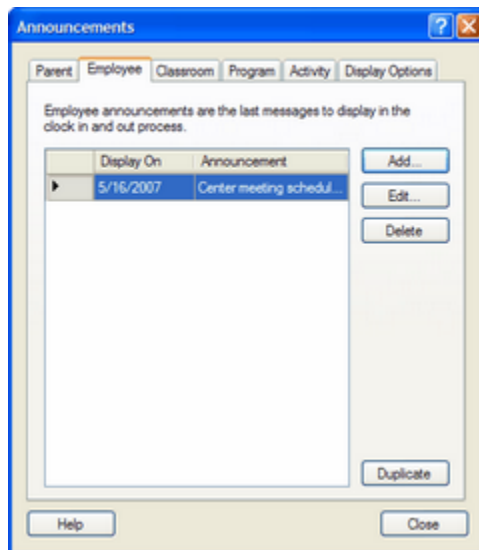 Announcements
Parent Employee Classroom Program Activity Display Options
Employee announcements are the last messages to display in the
clock in and out process.
Display On Announcement
5/16/2007 Center meeting schedul...
Add...
Edit...
Delete
Duplicate
Help Close